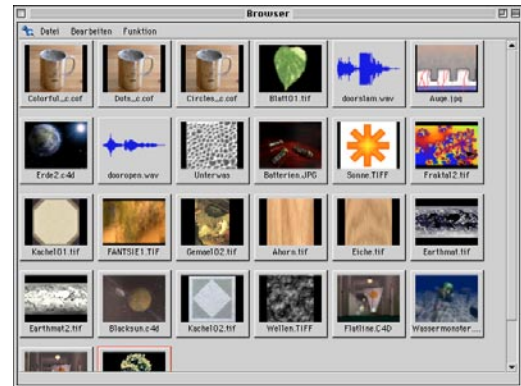 Browser
Datei Bearbeiten Funktion
Colorful_c.cof Dots_c.cof Circles_c.cof Blatt01.tif doorslam.wav Auge.jpg
Erde2.c4d dooropen.wav Unterwas Batterien.JPG Sonne.TIFF Fraktal2.tif
Kachel01.tif FANTSIE1.TIF Gemael02.tif Ahorn.tif Eiche.tif Earthmat.tif
Earthmat2.tif Blacksun.c4d Kachel02.tif Wellen.TIFF Flatline.C4D Wassermonster....